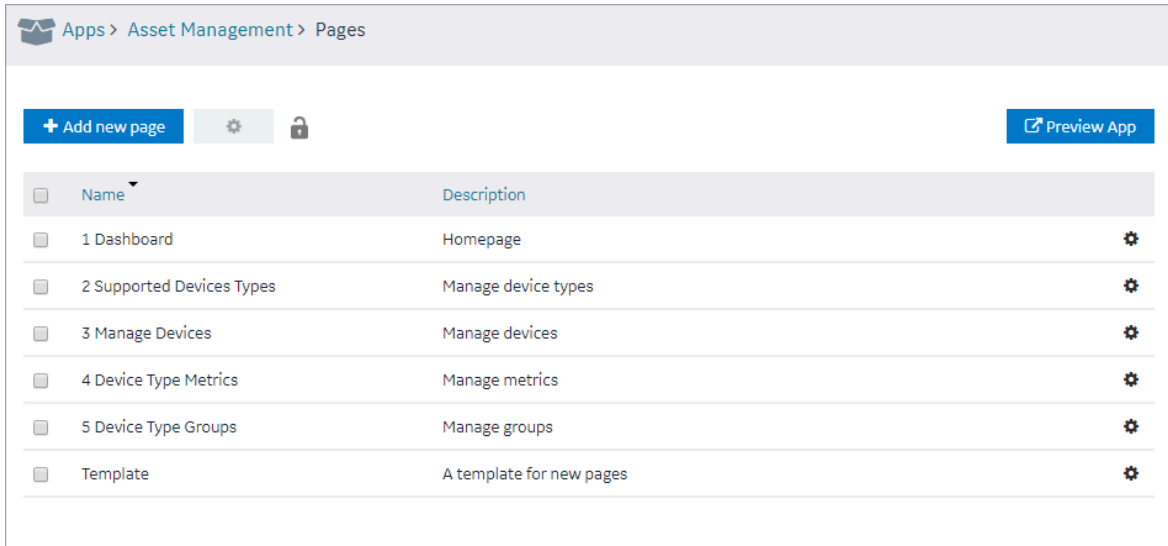 Apps > Asset Management > Pages
Add new page
Preview App
Name Description
1 Dashboard Homepage
2 Supported Devices Types Manage device types
3 Manage Devices Manage devices
4 Device Type Metrics Manage metrics
5 Device Type Groups Manage groups
Template A template for new pages